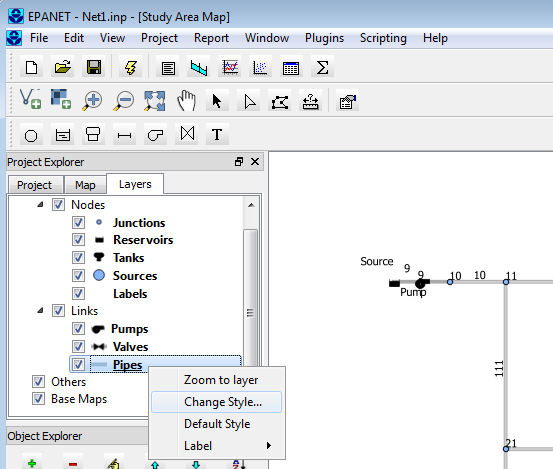 EPANET - Net1.inp - [Study Area Map]
File Edit View Project Report Window Plugins Scripting Help
T
Project Explorer
Project Map Layers
Nodes
Junctions
Reservoirs
Tanks
Sources
Labels
Links
Pumps
Valves
Pipes
Others
Base Maps
Zoom to layer
Change Style...
Default Style
Label
Object Explorer
Source
9
9
10
10
11
Pump
111
21